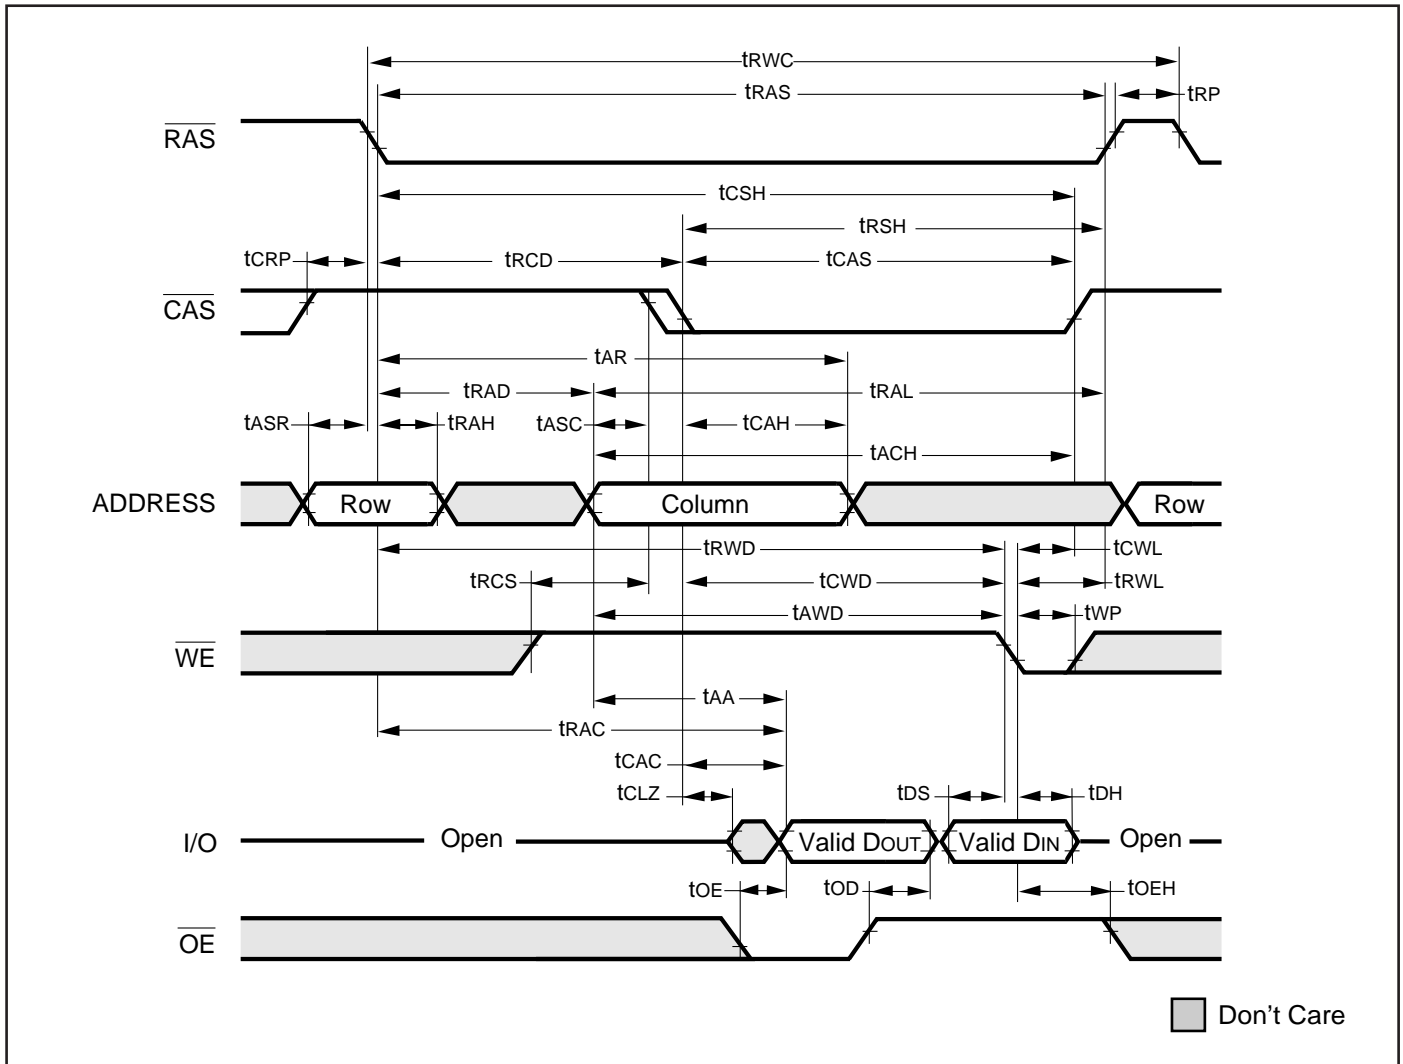 tRWC
tRAS
tRP
RAS
tCSH
tRSH
tCRP
tRCD
tCAS
CAS
tAR
tRAD
tRAL
tASR
tRAH
tASC
tCAH
tACH
ADDRESS
Row
Column
Row
tRWD
tCWL
tRCS
tCWD
tRWL
tAWD
tWP
WE
tAA
tRAC
tCAC
tCLZ
tDS
tDH
I/O
Open
Valid DOUT
Valid DIN
Open
tOE
tOD
tOEH
OE
Don't Care